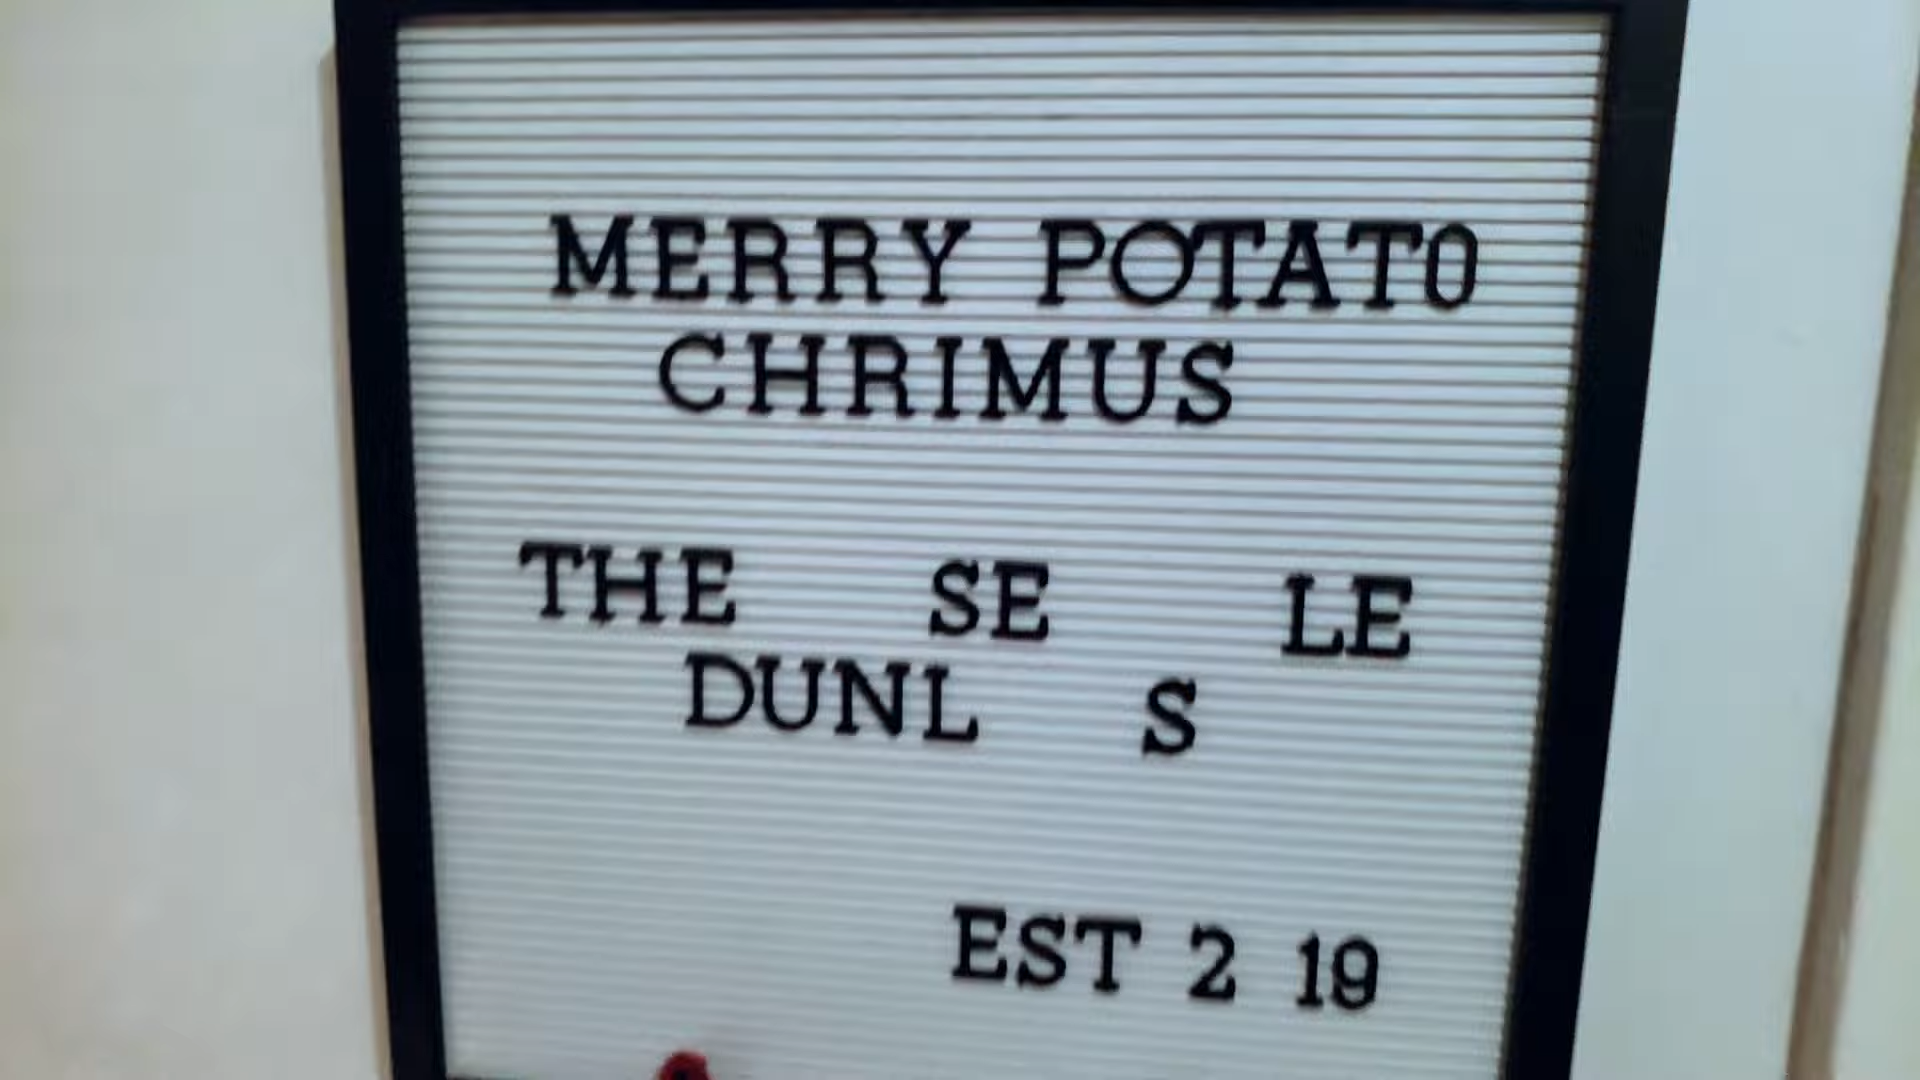 MERRY POTATO
CHRIMUS
THE SE LE
DUNL S
EST 2 19